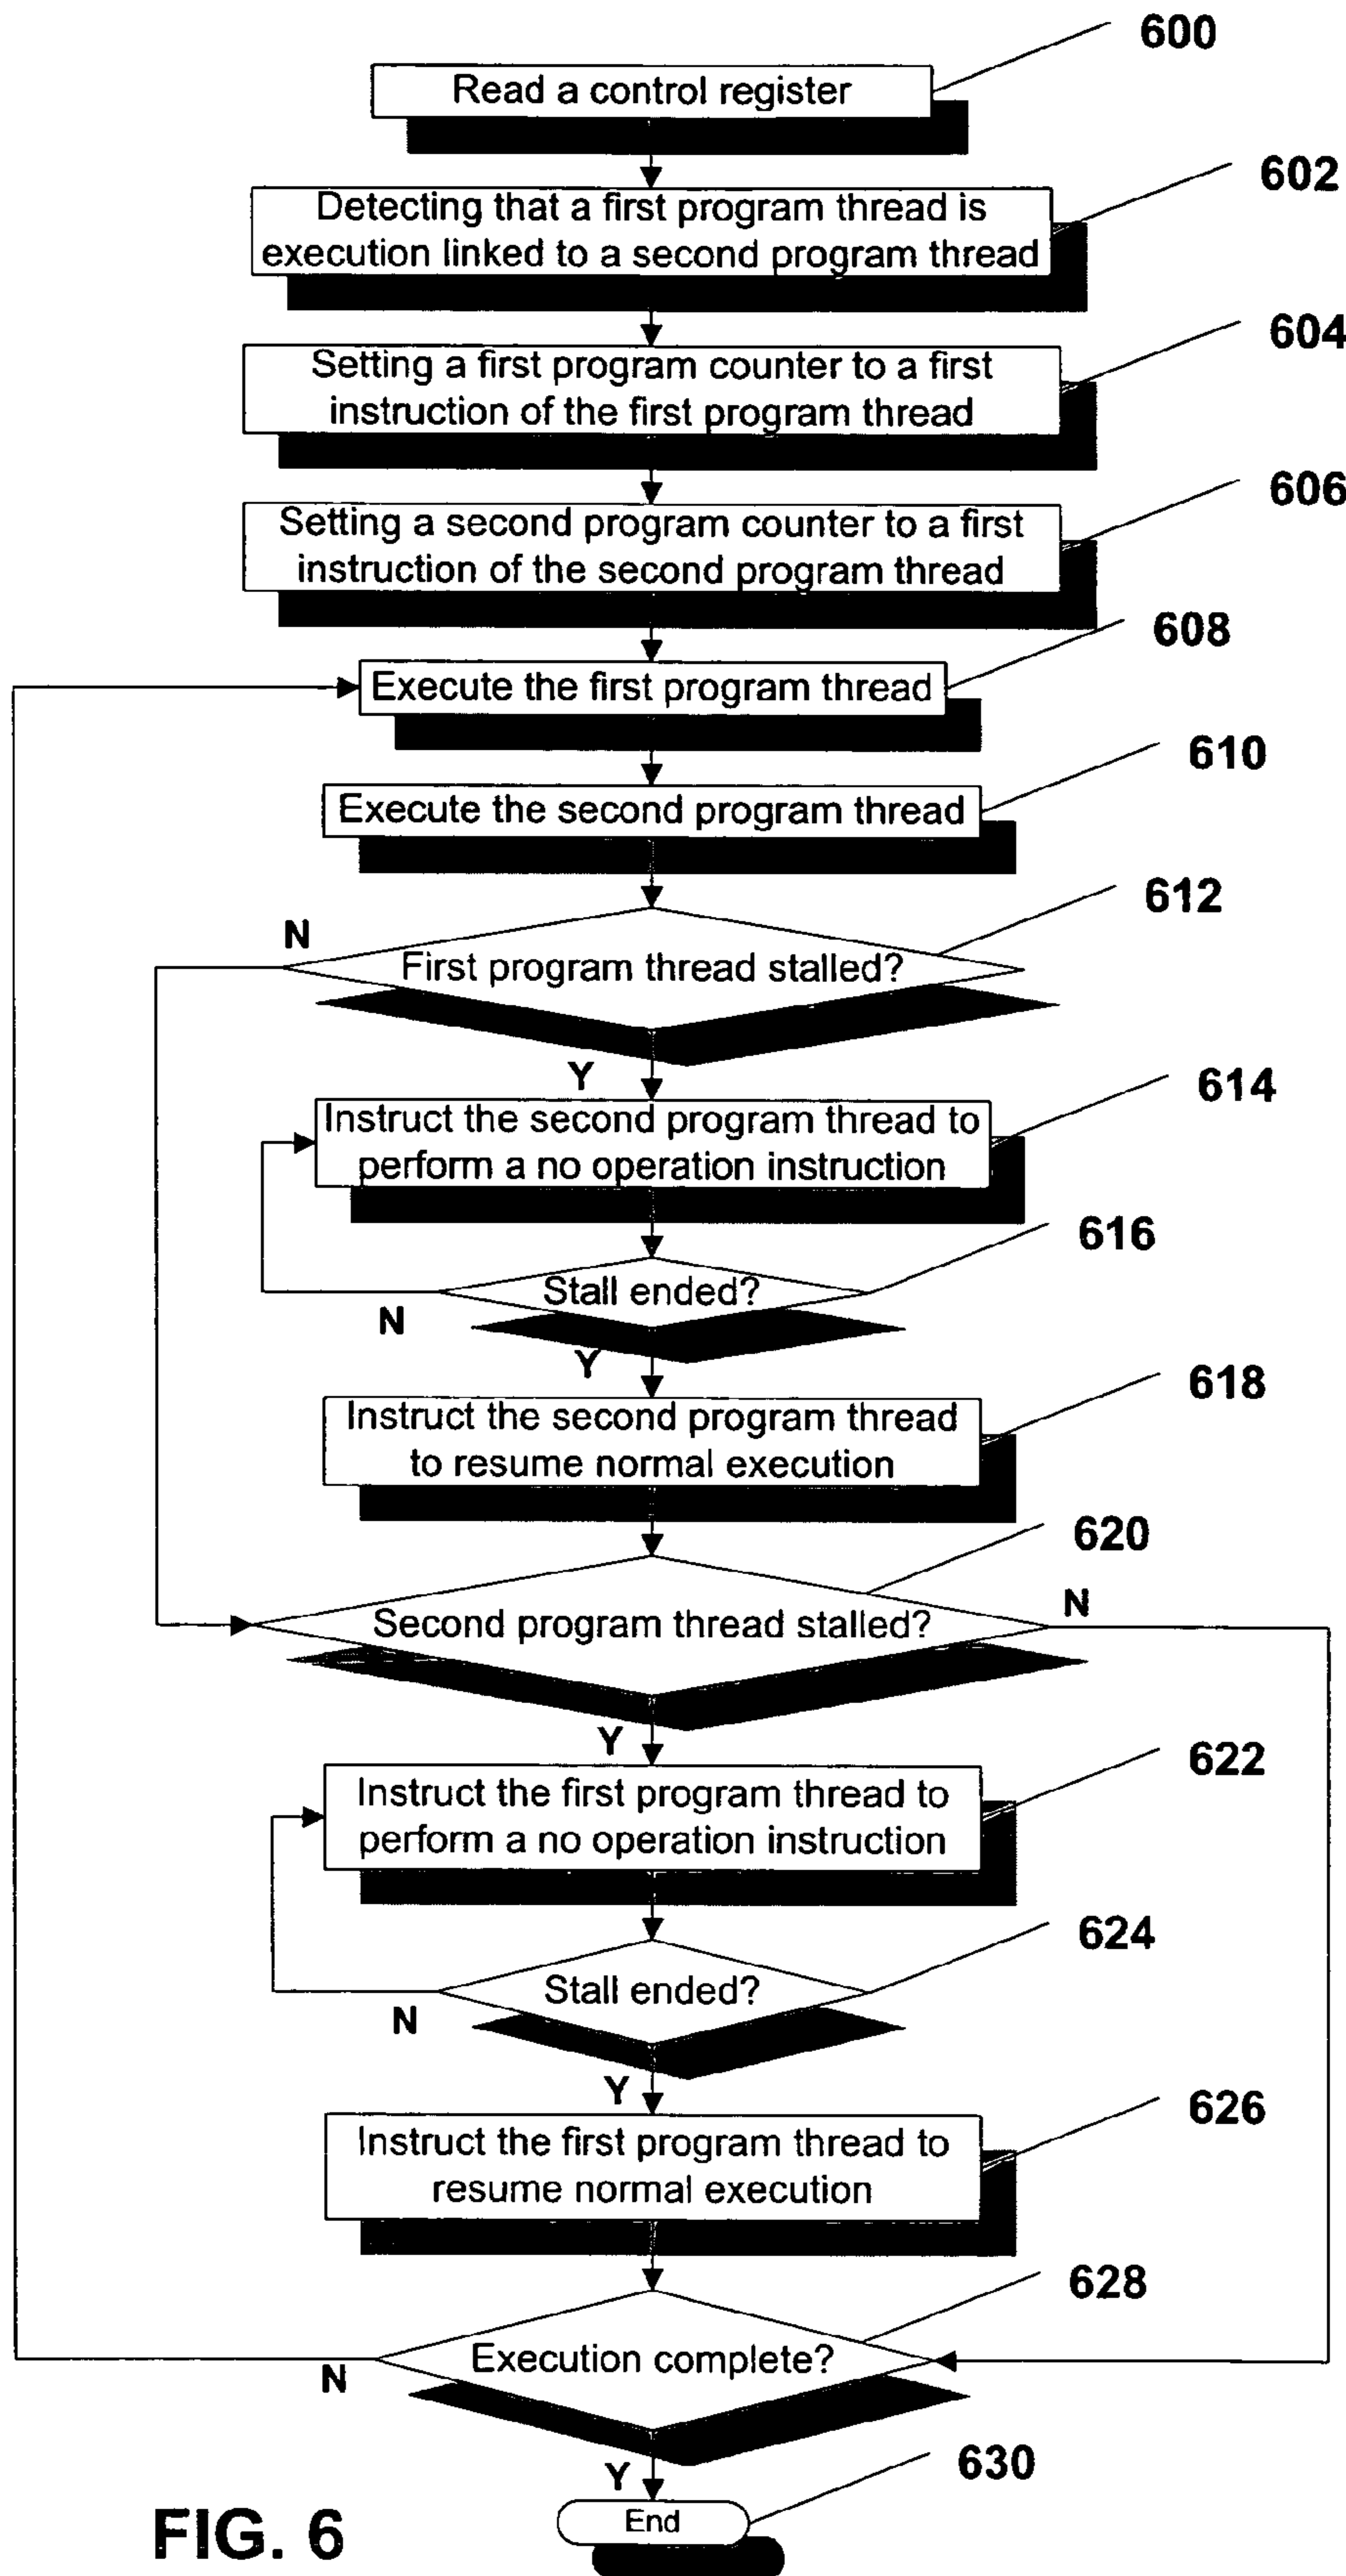 600
Read a control register
602
Detecting that a first program thread is
execution linked to a second program thread
604
Setting a first program counter to a first
instruction of the first program thread
606
Setting a second program counter to a first
instruction of the second program thread
608
Execute the first program thread
610
Execute the second program thread
612
N
First program thread stalled?
Y
614
Instruct the second program thread to
perform a no operation instruction
616
Stall ended?
N
Y
618
Instruct the second program thread
to resume normal execution
620
N
Second program thread stalled?
Y
622
Instruct the first program thread to
perform a no operation instruction
624
Stall ended?
N
Y
626
Instruct the first program thread to
resume normal execution
628
Execution complete?
N
Y
630
End
FIG. 6